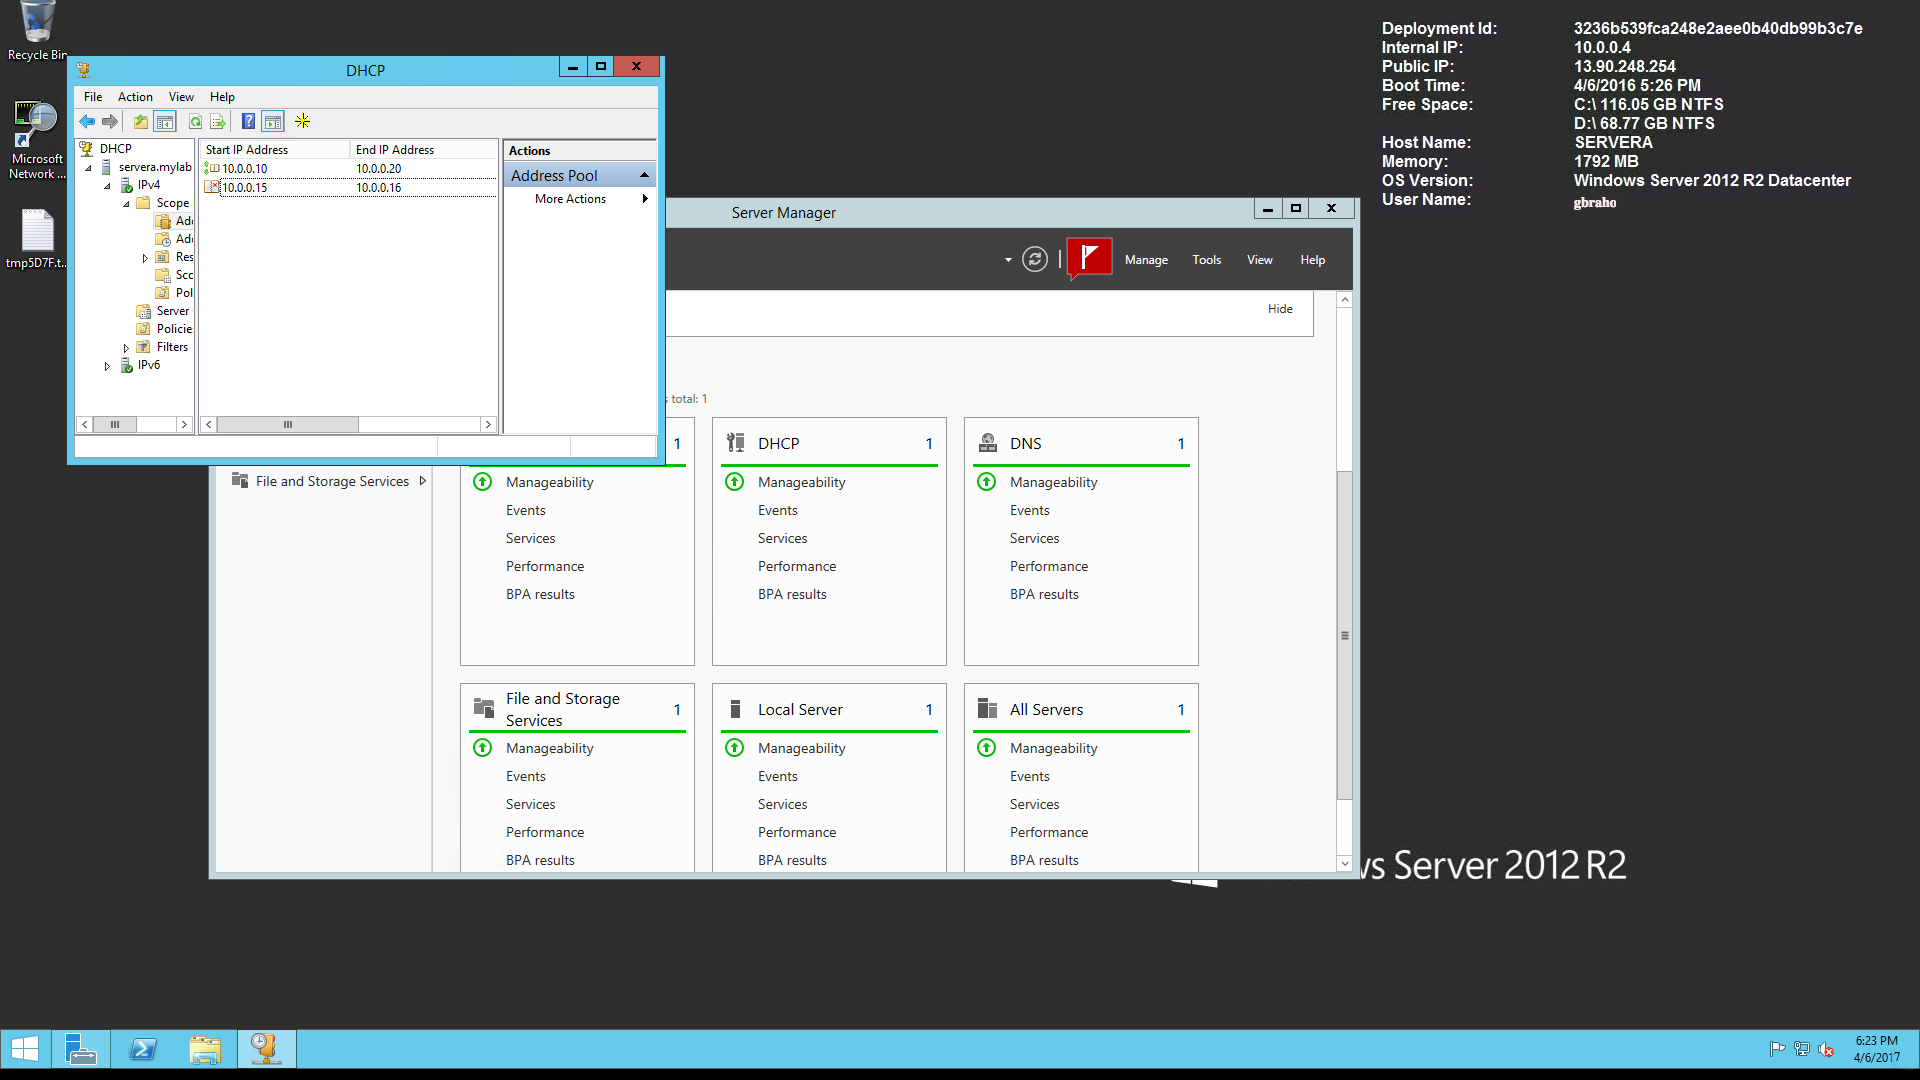 Recycle Bin
Microsoft
Network ...
tmp5D7F.t...
DHCP
File Action View Help
DHCP
servera.mylab
IPv4
Scope
Add
Add
Res
Sco
Pol
Server
Policie
Filters
IPv6
Start IP Address End IP Address
10.0.0.10 10.0.0.20
10.0.0.15 10.0.0.16
Actions
Address Pool
More Actions
Server Manager
Manage Tools View Help
Hide
s total: 1
File and Storage Services
1
Manageability
Events
Services
Performance
BPA results
DHCP 1
Manageability
Events
Services
Performance
BPA results
DNS 1
Manageability
Events
Services
Performance
BPA results
File and Storage
Services 1
Manageability
Events
Services
Performance
BPA results
Local Server 1
Manageability
Events
Services
Performance
BPA results
All Servers 1
Manageability
Events
Services
Performance
BPA results
Deployment Id: 3236b539fca248e2aee0b40db99b3c7e
Internal IP: 10.0.0.4
Public IP: 13.90.248.254
Boot Time: 4/6/2016 5:26 PM
Free Space: C:\ 116.05 GB NTFS
D:\ 68.77 GB NTFS
Host Name: SERVERA
Memory: 1792 MB
OS Version: Windows Server 2012 R2 Datacenter
User Name: gbraho
ws Server 2012 R2
6:23 PM
4/6/2017